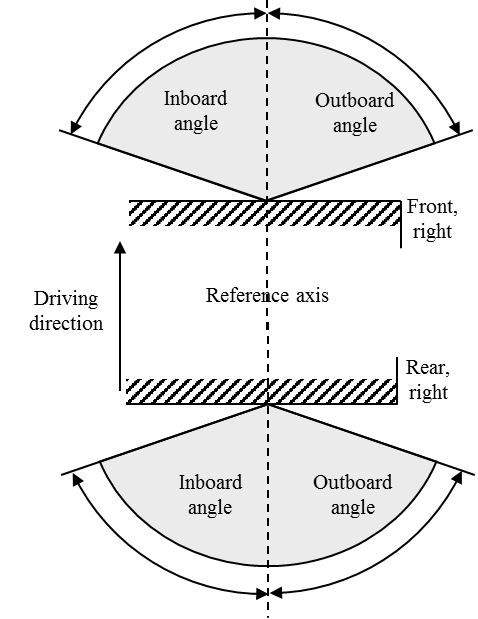 Inboard
angle
Outboard
angle
Front,
right
Driving
direction
Reference axis
Rear,
right
Inboard
angle
Outboard
angle